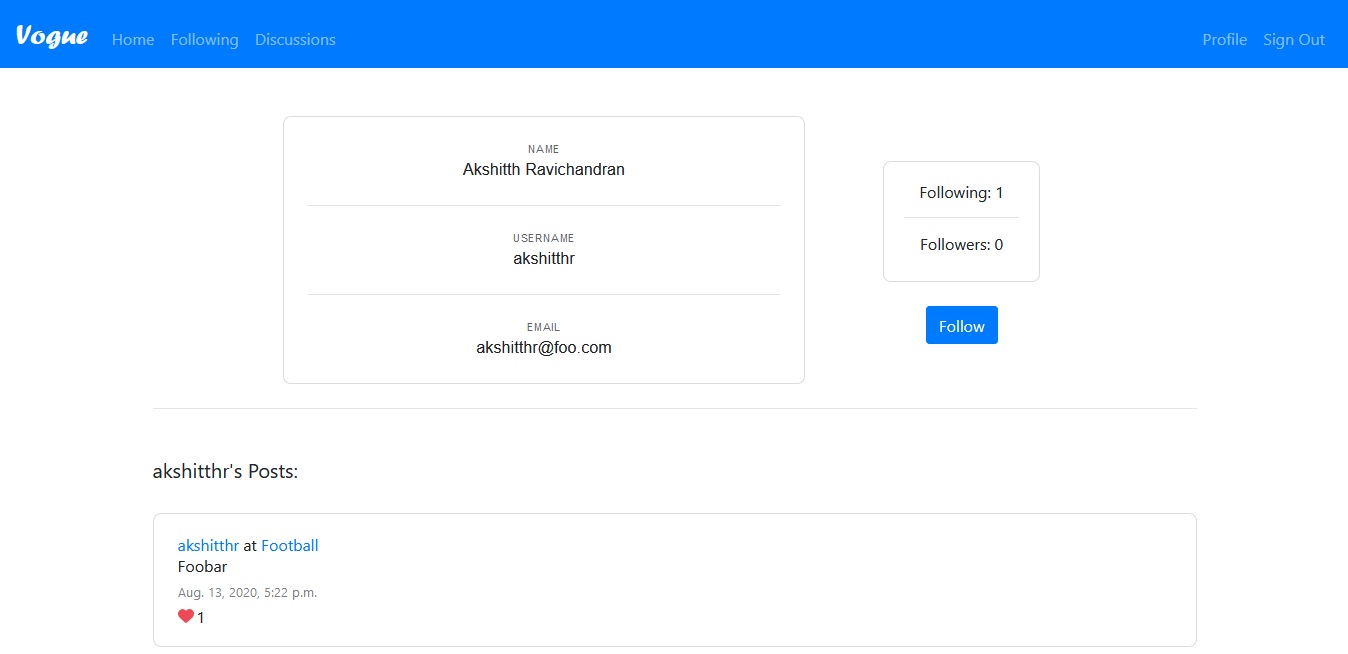 Vogue Home Following Discussions Profile Sign Out
NAME
Akshitth Ravichandran
USERNAME
akshitthr
EMAIL
akshitthr@foo.com
Following: 1
Followers: 0
Follow
akshitthr's Posts:
akshitthr at Football
Foobar
Aug. 13, 2020, 5:22 p.m.
1